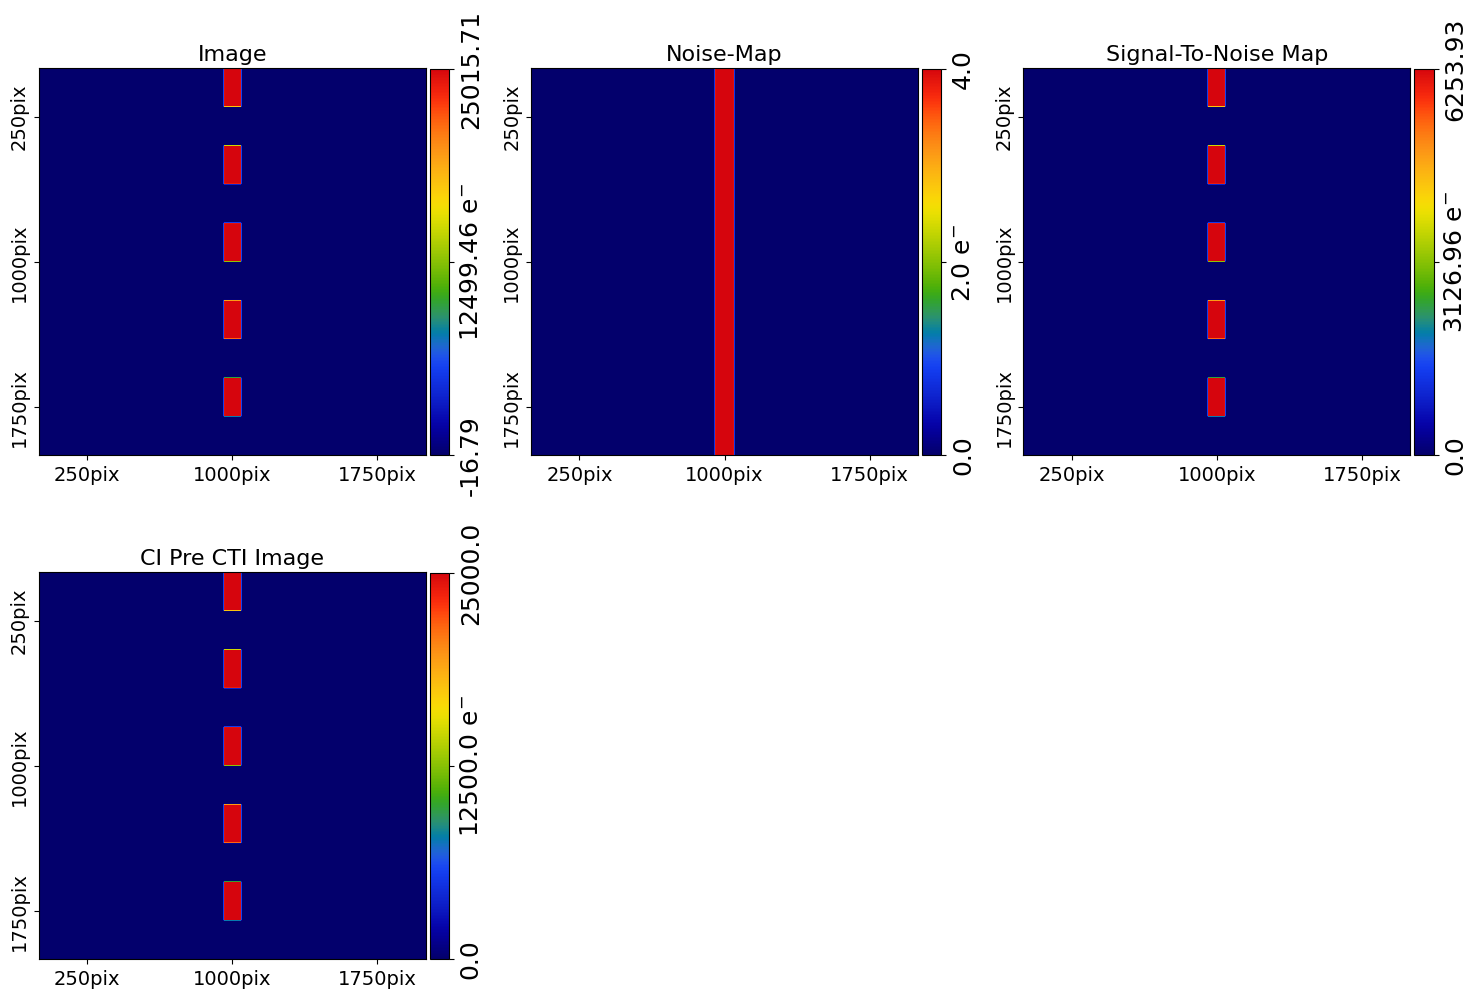 Image
250pix
1000pix
1750pix
250pix 1000pix 1750pix
25015.71
12499.46 e⁻
-16.79
Noise-Map
250pix
1000pix
1750pix
250pix 1000pix 1750pix
4.0
2.0 e⁻
0.0
Signal-To-Noise Map
250pix
1000pix
1750pix
250pix 1000pix 1750pix
6253.93
3126.96 e⁻
0.0
CI Pre CTI Image
250pix
1000pix
1750pix
250pix 1000pix 1750pix
25000.0
12500.0 e⁻
0.0